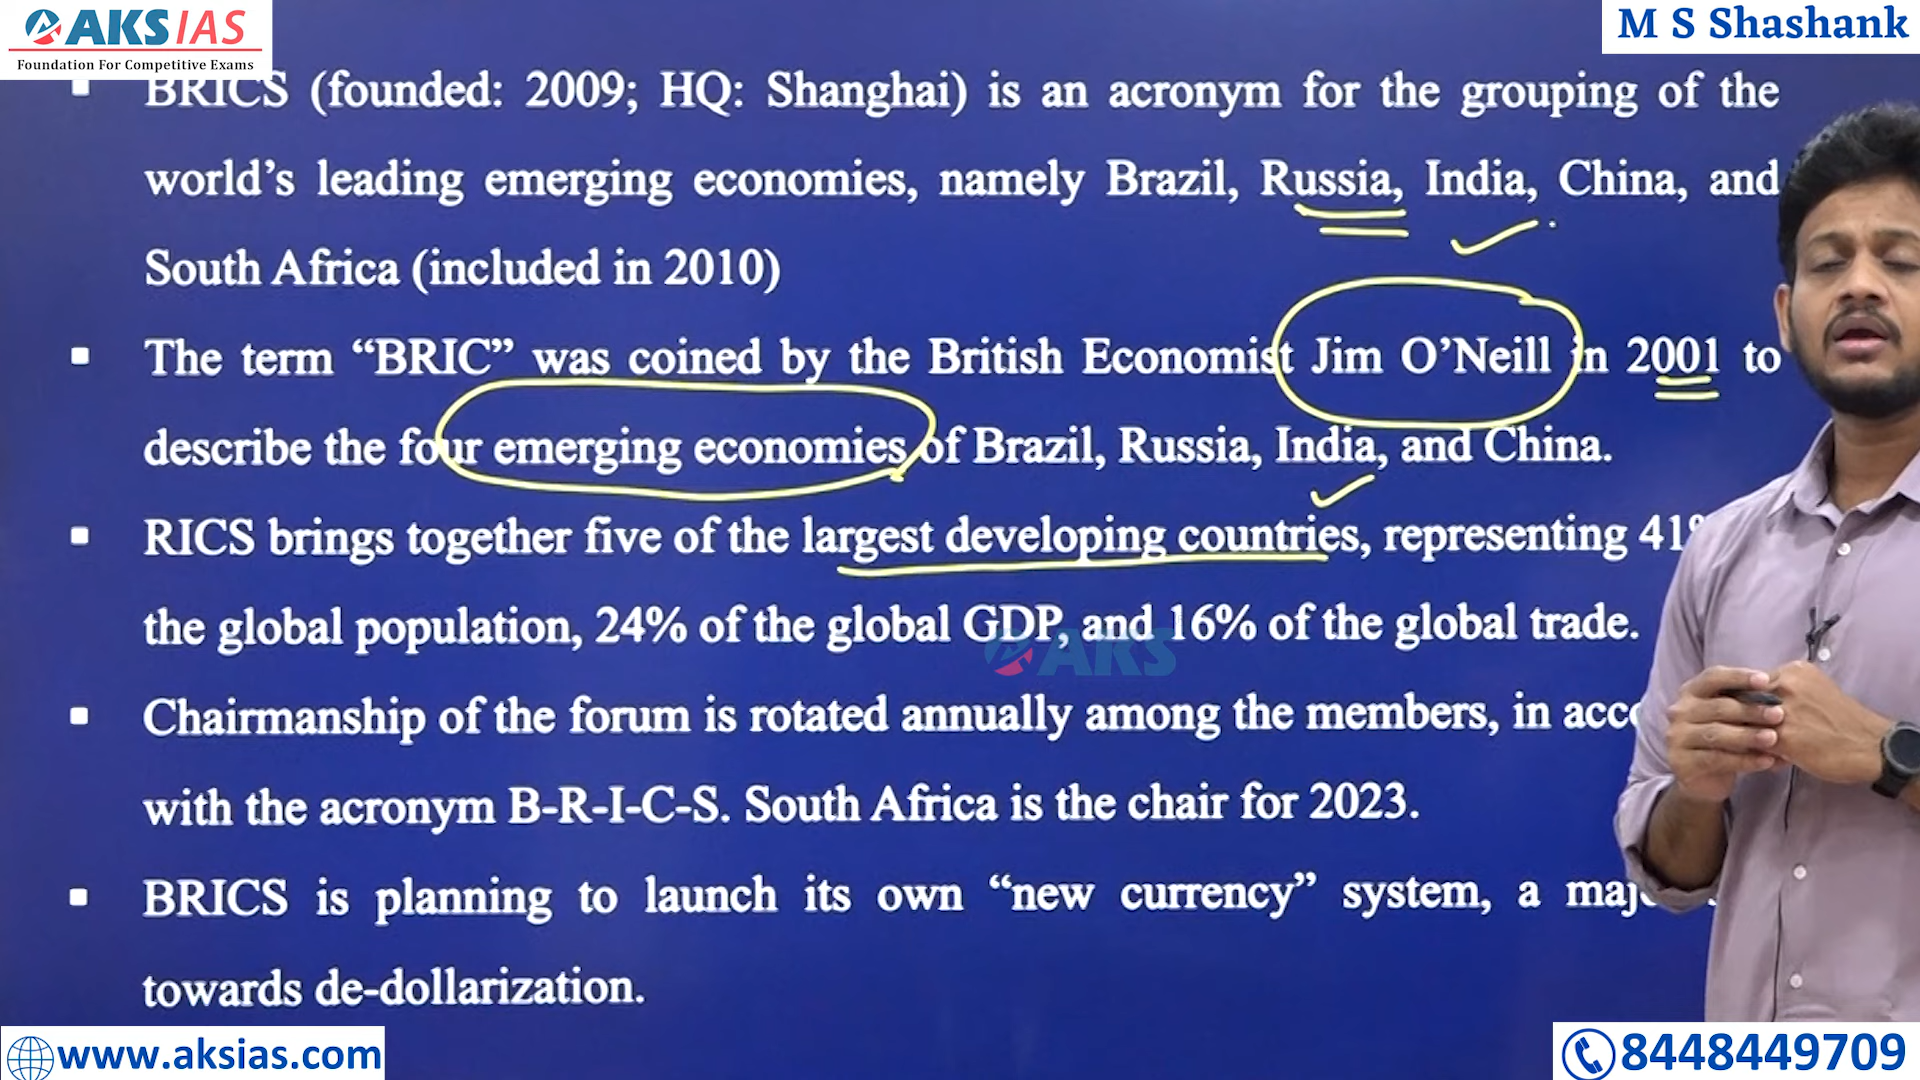 AKS IAS
Foundation For Competitive Exams
M S Shashank
▪ BRICS (founded: 2009; HQ: Shanghai) is an acronym for the grouping of the
world’s leading emerging economies, namely Brazil, Russia, India, China, and
South Africa (included in 2010)
▪ The term “BRIC” was coined by the British Economist Jim O’Neill in 2001 to
describe the four emerging economies of Brazil, Russia, India, and China.
▪ RICS brings together five of the largest developing countries, representing 41%
the global population, 24% of the global GDP, and 16% of the global trade.
AKS
▪ Chairmanship of the forum is rotated annually among the members, in
with the acronym B-R-I-C-S. South Africa is the chair for 2023.
▪ BRICS is planning to launch its own “new currency” system, a
towards de-dollarization.
www.aksias.com
8448449709